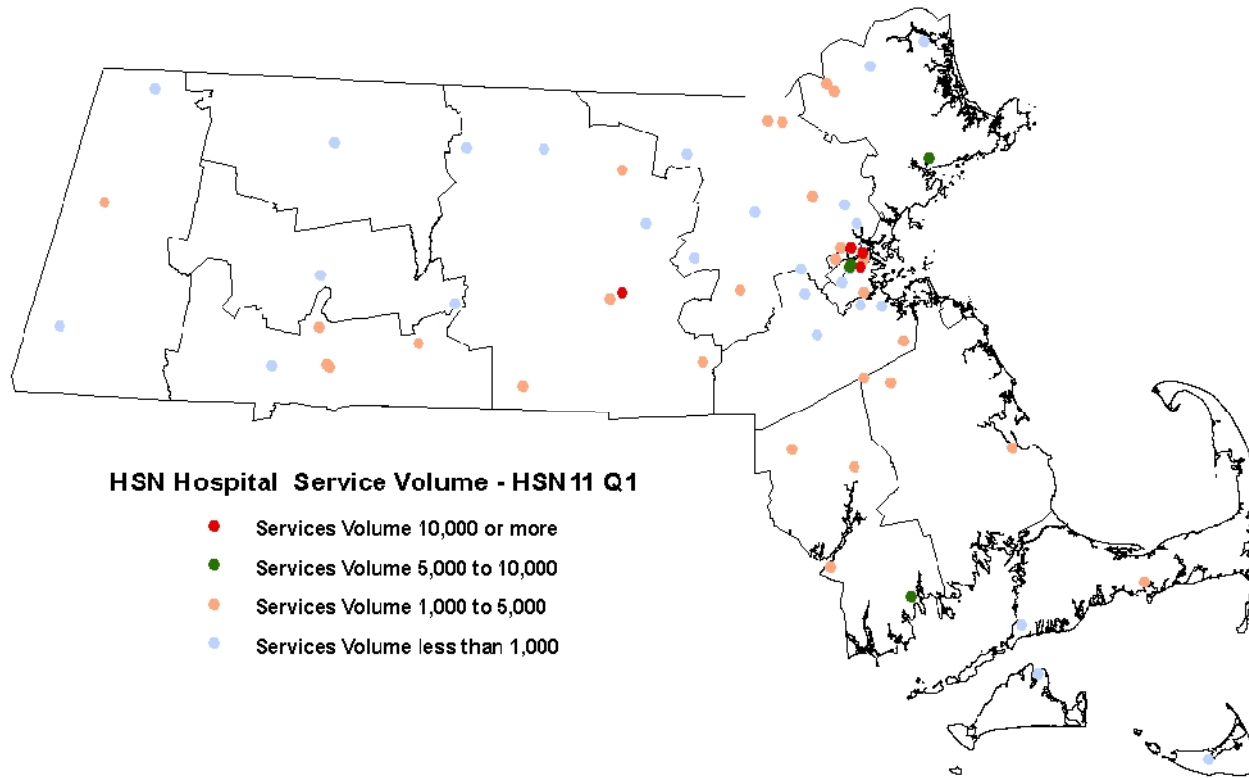 HSN Hospital Service Volume - HSN11 Q1
Services Volume 10,000 or more
Services Volume 5,000 to 10,000
Services Volume 1,000 to 5,000
Services Volume less than 1,000